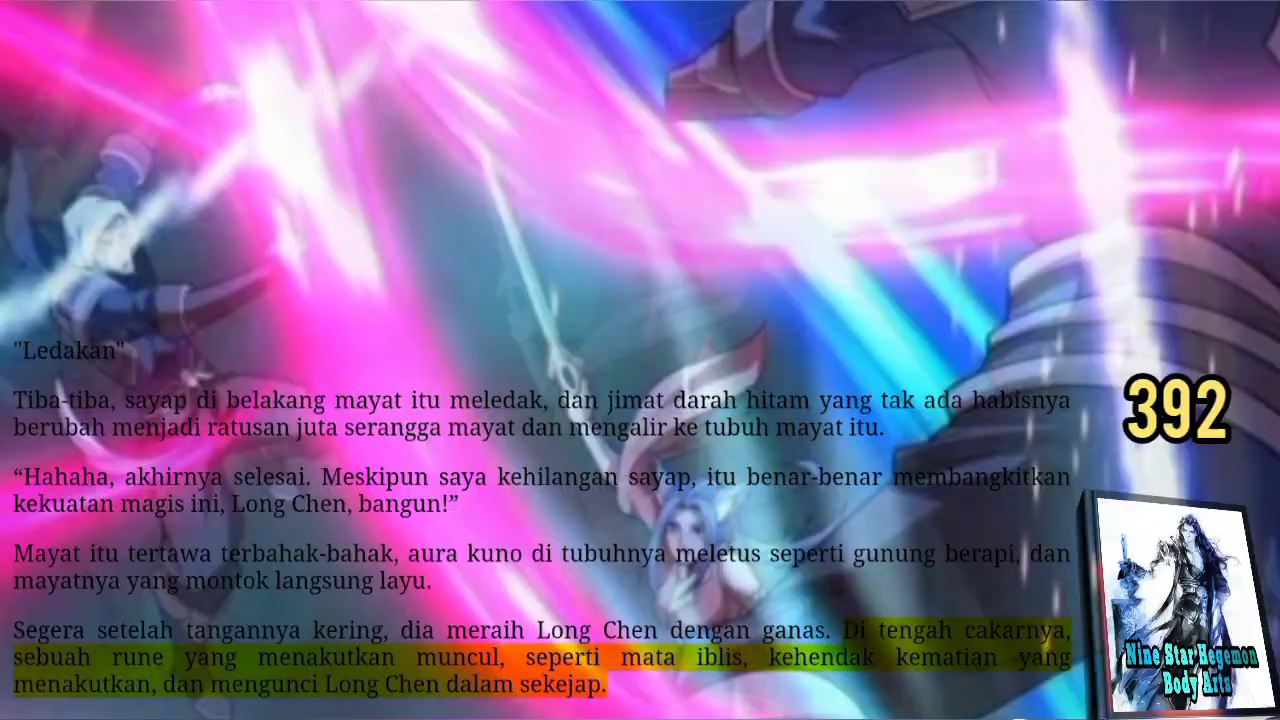 "Ledakan"
Tiba-tiba, sayap di belakang mayat itu meledak, dan jimat darah hitam yang tak ada habisnya
berubah menjadi ratusan juta serangga mayat dan mengalir ke tubuh mayat itu.
“Hahaha, akhirnya selesai. Meskipun saya kehilangan sayap, itu benar-benar membangkitkan
kekuatan magis ini, Long Chen, bangun!”
Mayat itu tertawa terbahak-bahak, aura kuno di tubuhnya meletus seperti gunung berapi, dan
mayatnya yang montok langsung layu.
Segera setelah tangannya kering, dia meraih Long Chen dengan ganas. Di tengah cakarnya,
sebuah rune yang menakutkan muncul, seperti mata iblis, kehendak kematian yang
menakutkan, dan mengunci Long Chen dalam sekejap.
392
Nine Star Hegemon
Body Arts